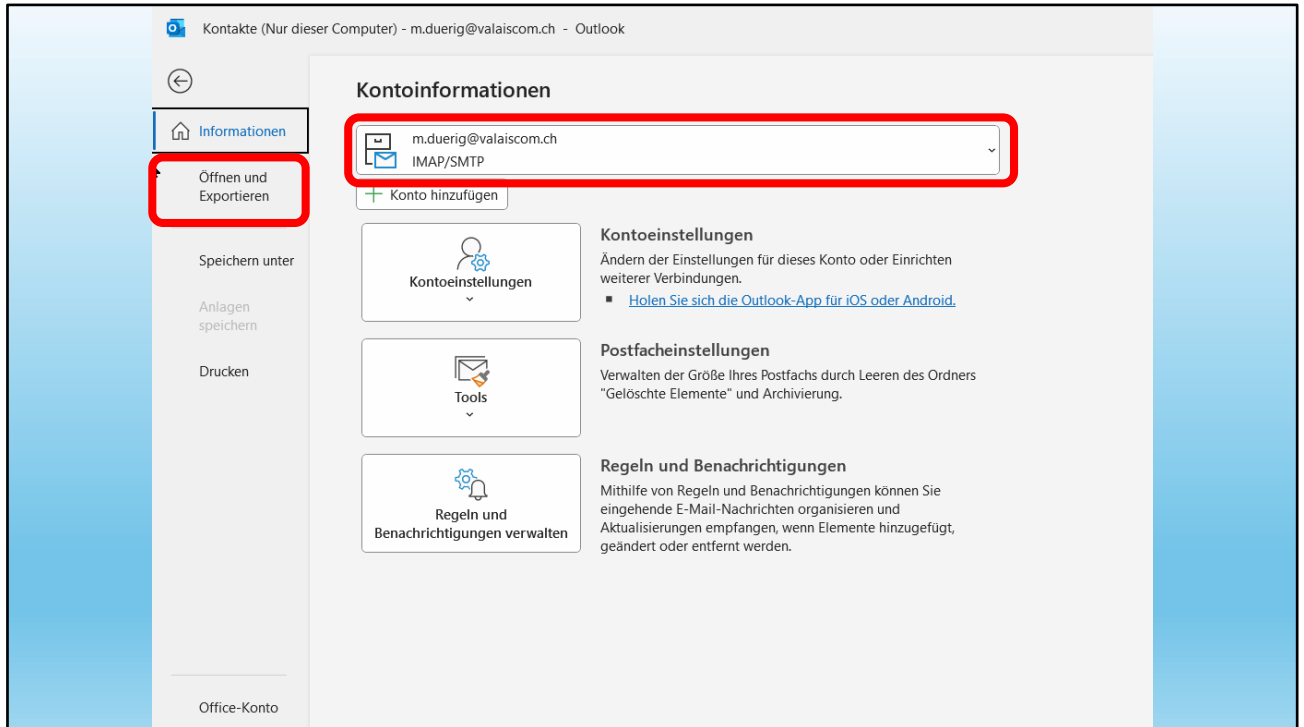 Kontakte (Nur dieser Computer) - m.duerig@valaiscom.ch - Outlook
Informationen
Öffnen und
Exportieren
Speichern unter
Anlagen
speichern
Drucken
Office-Konto
Kontoinformationen
m.duerig@valaiscom.ch
IMAP/SMTP
Konto hinzufügen
Kontoeinstellungen
Kontoeinstellungen
Ändern der Einstellungen für dieses Konto oder Einrichten
weiterer Verbindungen.
Holen Sie sich die Outlook-App für iOS oder Android.
Tools
Postfacheinstellungen
Verwalten der Größe Ihres Postfachs durch Leeren des Ordners
"Gelöschte Elemente" und Archivierung.
Regeln und
Benachrichtigungen verwalten
Regeln und Benachrichtigungen
Mithilfe von Regeln und Benachrichtigungen können Sie
eingehende E-Mail-Nachrichten organisieren und
Aktualisierungen empfangen, wenn Elemente hinzugefügt,
geändert oder entfernt werden.